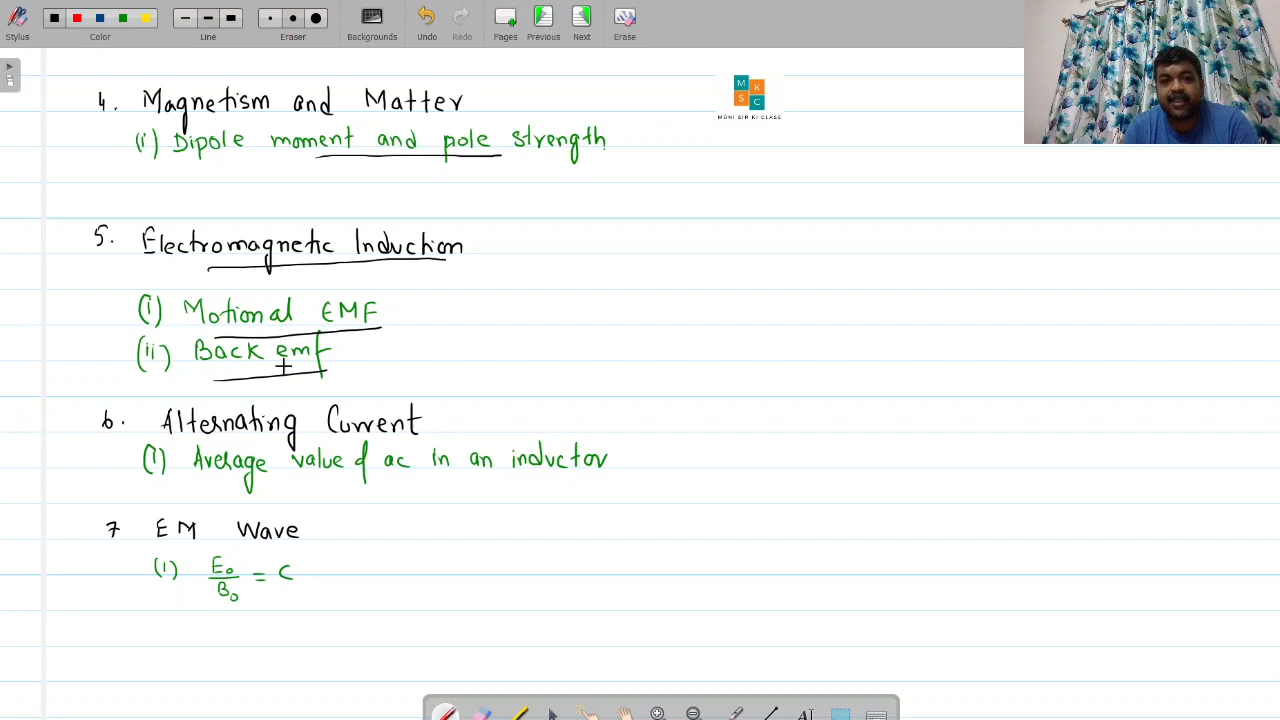 Stylus Color Line Eraser Backgrounds Undo Redo Pages Previous Next Erase
4. Magnetism and Matter
M K S C
MONI SIR KI CLASS
(i) Dipole moment and pole strength
5. Electromagnetic Induction
(i) Motional EMF
(ii) Back emf
6. Alternating Current
(i) Average value of ac in an inductor
7 EM Wave
(i) E₀/B₀ = C